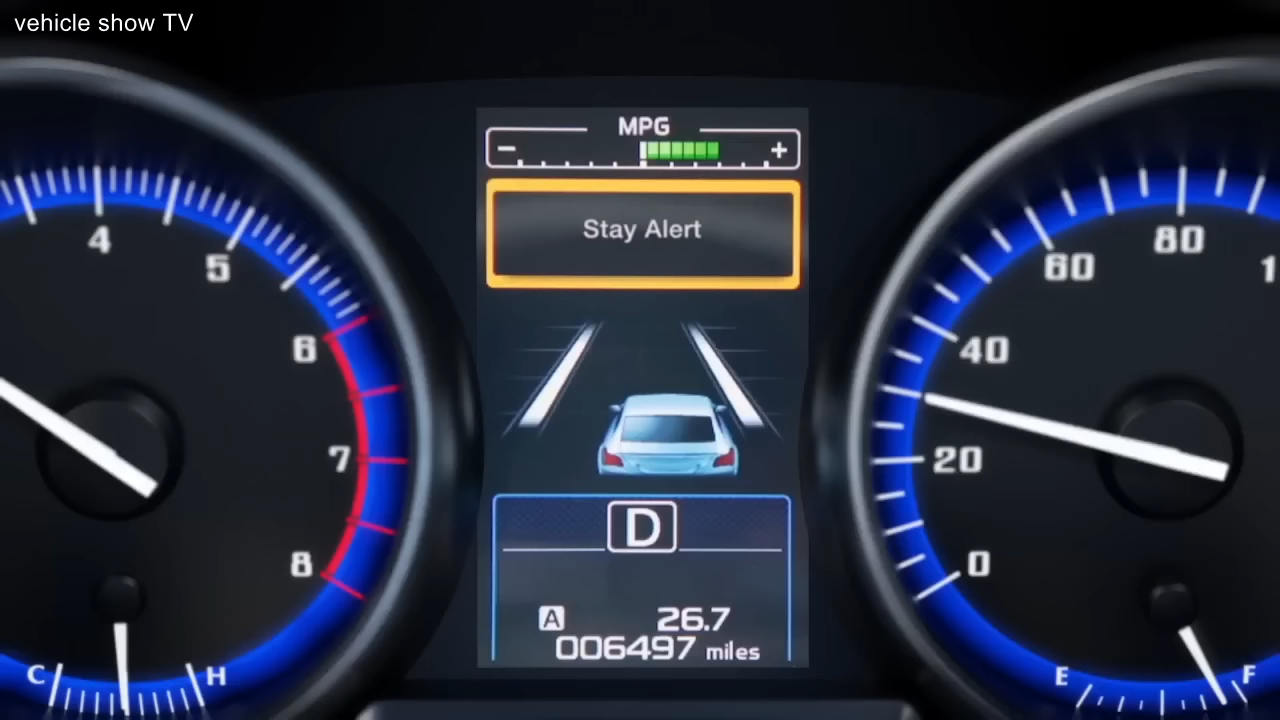 vehicle show TV
MPG
− +
Stay Alert
4
5
6
7
8
C H
0
20
40
60
80
1
E F
D
A 26.7
006497 miles